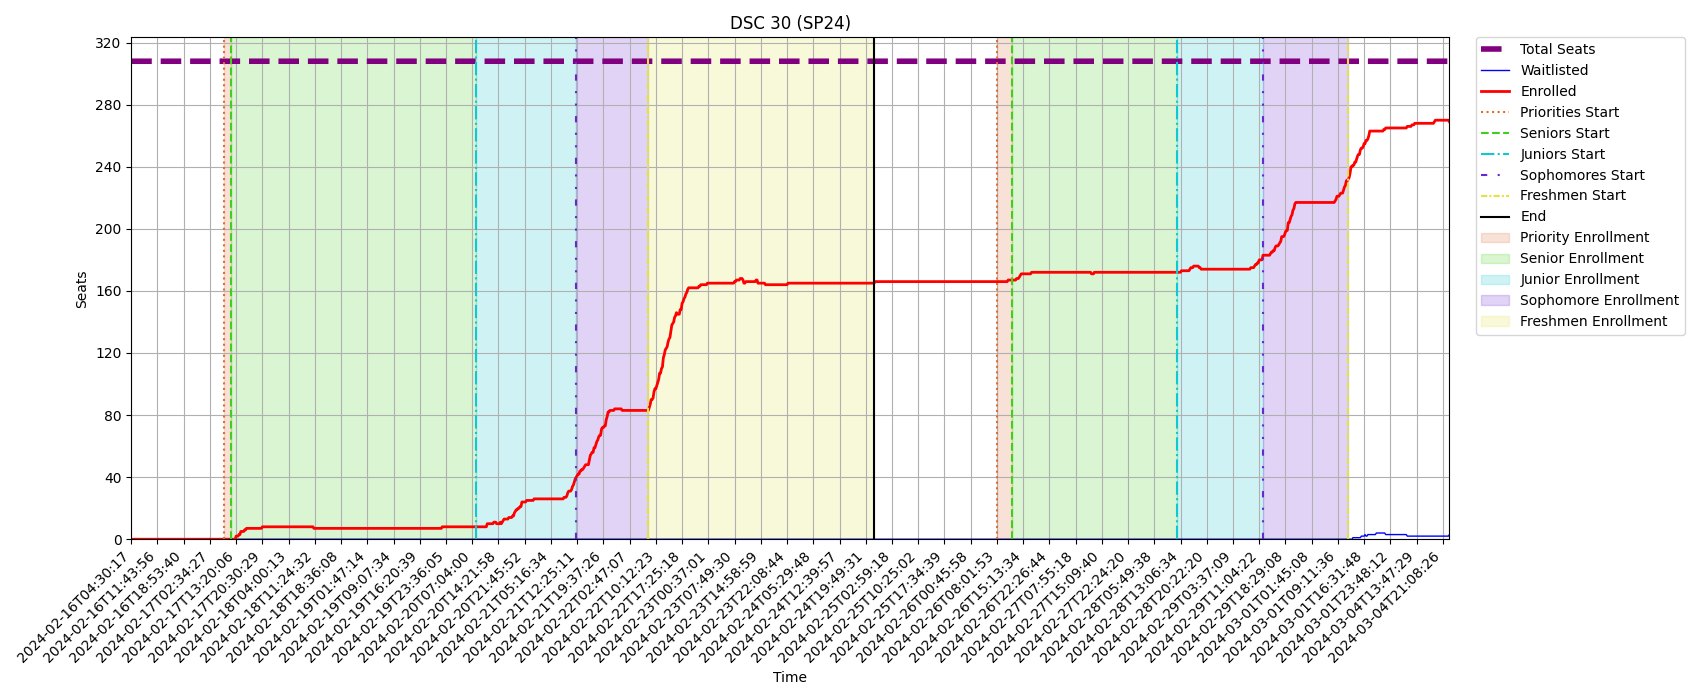 DSC 30 (SP24)
320
280
240
200
160
120
80
40
0
Seats
2024-02-16T04:30:17
2024-02-16T11:43:56
2024-02-16T18:53:40
2024-02-17T02:34:27
2024-02-17T13:20:06
2024-02-17T20:30:29
2024-02-18T04:00:13
2024-02-18T11:24:32
2024-02-18T18:36:08
2024-02-19T01:47:14
2024-02-19T09:07:34
2024-02-19T16:20:39
2024-02-19T23:36:05
2024-02-20T07:04:00
2024-02-20T14:21:58
2024-02-20T21:45:52
2024-02-21T05:16:34
2024-02-21T12:25:11
2024-02-21T19:37:26
2024-02-22T02:47:07
2024-02-22T10:12:23
2024-02-22T17:25:18
2024-02-23T00:37:01
2024-02-23T07:49:30
2024-02-23T14:58:59
2024-02-23T22:08:44
2024-02-24T05:29:48
2024-02-24T12:39:57
2024-02-24T19:49:31
2024-02-25T02:59:18
2024-02-25T10:25:02
2024-02-25T17:34:39
2024-02-26T00:45:58
2024-02-26T08:01:53
2024-02-26T15:13:34
2024-02-26T22:26:44
2024-02-27T07:55:18
2024-02-27T15:09:40
2024-02-27T22:24:20
2024-02-28T05:49:38
2024-02-28T13:06:34
2024-02-28T20:22:20
2024-02-29T03:37:09
2024-02-29T11:04:22
2024-02-29T18:29:08
2024-03-01T01:45:08
2024-03-01T09:11:36
2024-03-01T16:31:48
2024-03-01T23:48:12
2024-03-04T13:47:29
2024-03-04T21:08:26
Time
Total Seats
Waitlisted
Enrolled
Priorities Start
Seniors Start
Juniors Start
Sophomores Start
Freshmen Start
End
Priority Enrollment
Senior Enrollment
Junior Enrollment
Sophomore Enrollment
Freshmen Enrollment